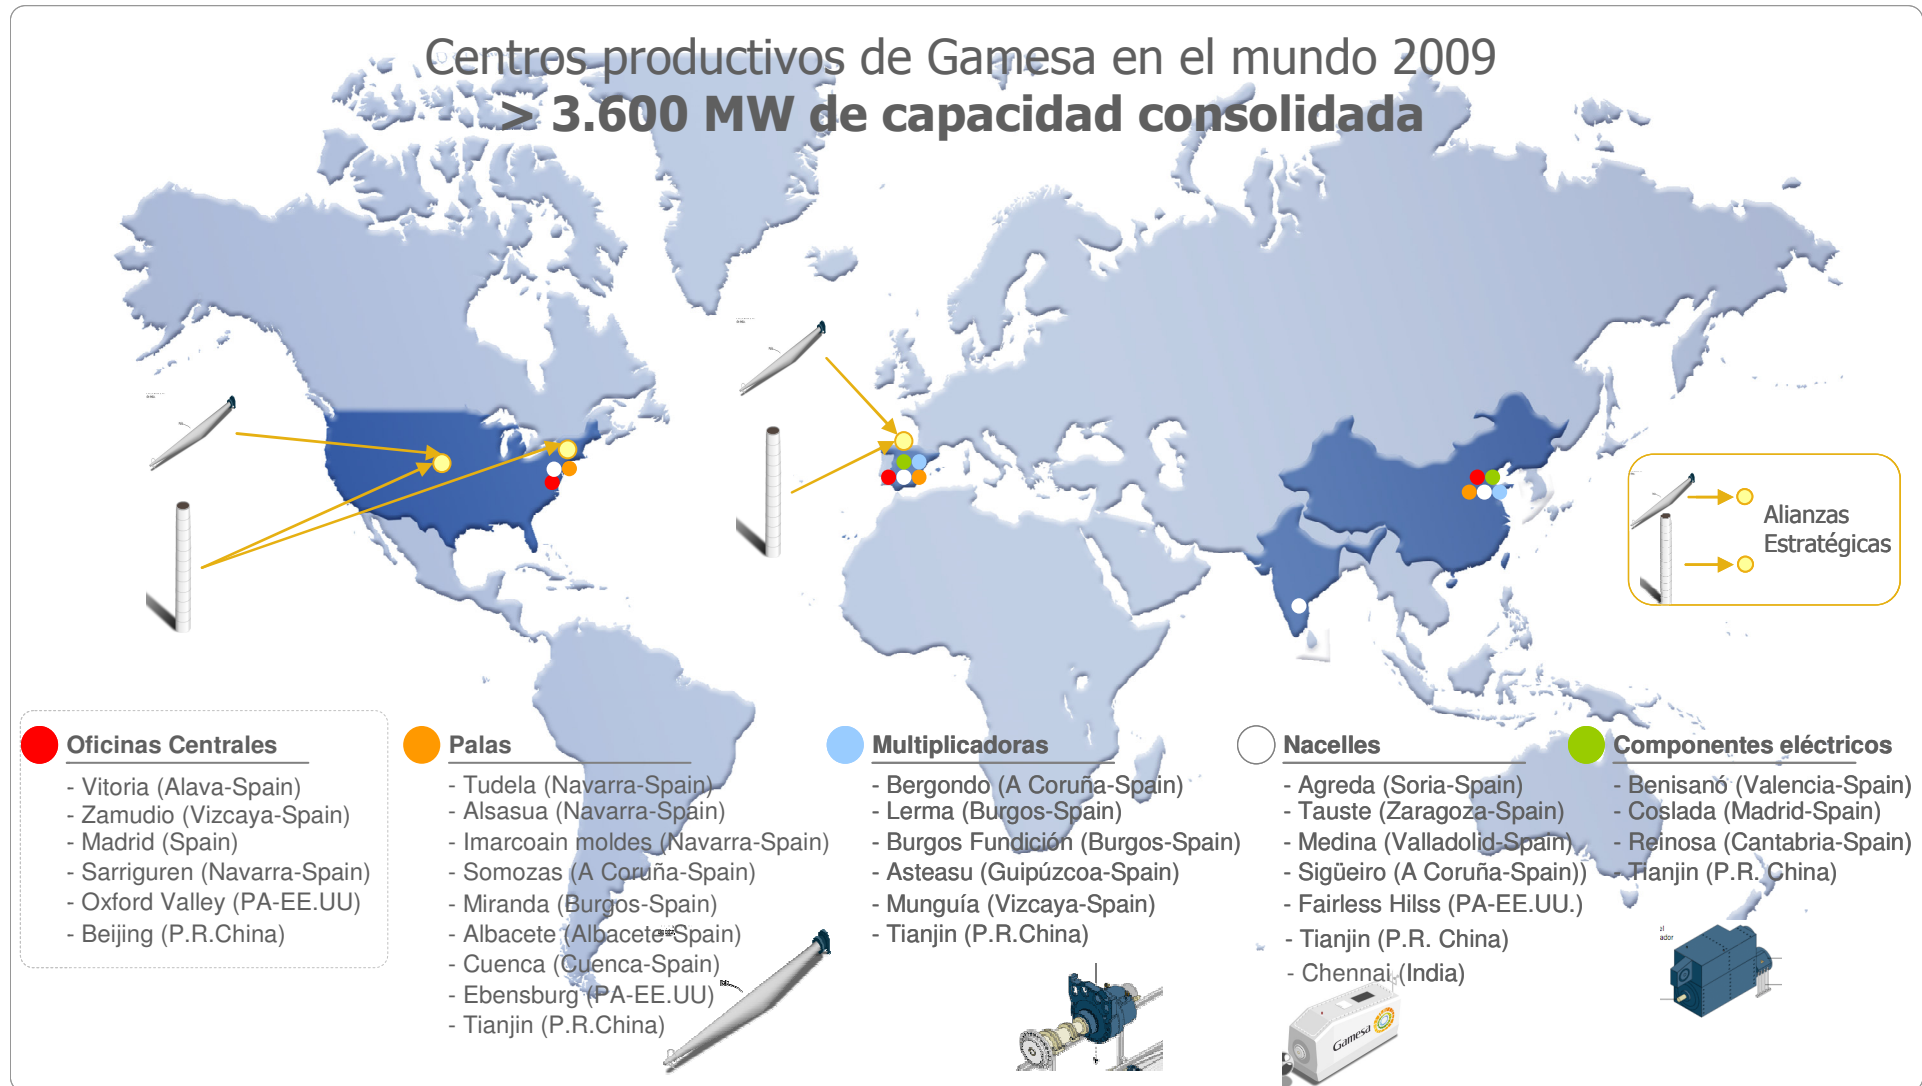 Centros productivos de Gamesa en el mundo 2009
> 3.600 MW de capacidad consolidada
Alianzas
Estratégicas
Oficinas Centrales
- Vitoria (Alava-Spain)
- Zamudio (Vizcaya-Spain)
- Madrid (Spain)
- Sarriguren (Navarra-Spain)
- Oxford Valley (PA-EE.UU)
- Beijing (P.R.China)
Palas
- Tudela (Navarra-Spain)
- Alsasua (Navarra-Spain)
- Imarcoain moldes (Navarra-Spain)
- Somozas (A Coruña-Spain)
- Miranda (Burgos-Spain)
- Albacete (Albacete-Spain)
- Cuenca (Cuenca-Spain)
- Ebensburg (PA-EE.UU)
- Tianjin (P.R.China)
Multiplicadoras
- Bergondo (A Coruña-Spain)
- Lerma (Burgos-Spain)
- Burgos Fundición (Burgos-Spain)
- Asteasu (Guipúzcoa-Spain)
- Munguía (Vizcaya-Spain)
- Tianjin (P.R.China)
Nacelles
- Agreda (Soria-Spain)
- Tauste (Zaragoza-Spain)
- Medina (Valladolid-Spain)
- Sigüeiro (A Coruña-Spain))
- Fairless Hilss (PA-EE.UU.)
- Tianjin (P.R. China)
- Chennai (India)
Gamesa
Componentes eléctricos
- Benisanó (Valencia-Spain)
- Coslada (Madrid-Spain)
- Reinosa (Cantabria-Spain)
- Tianjin (P.R. China)
el
ador